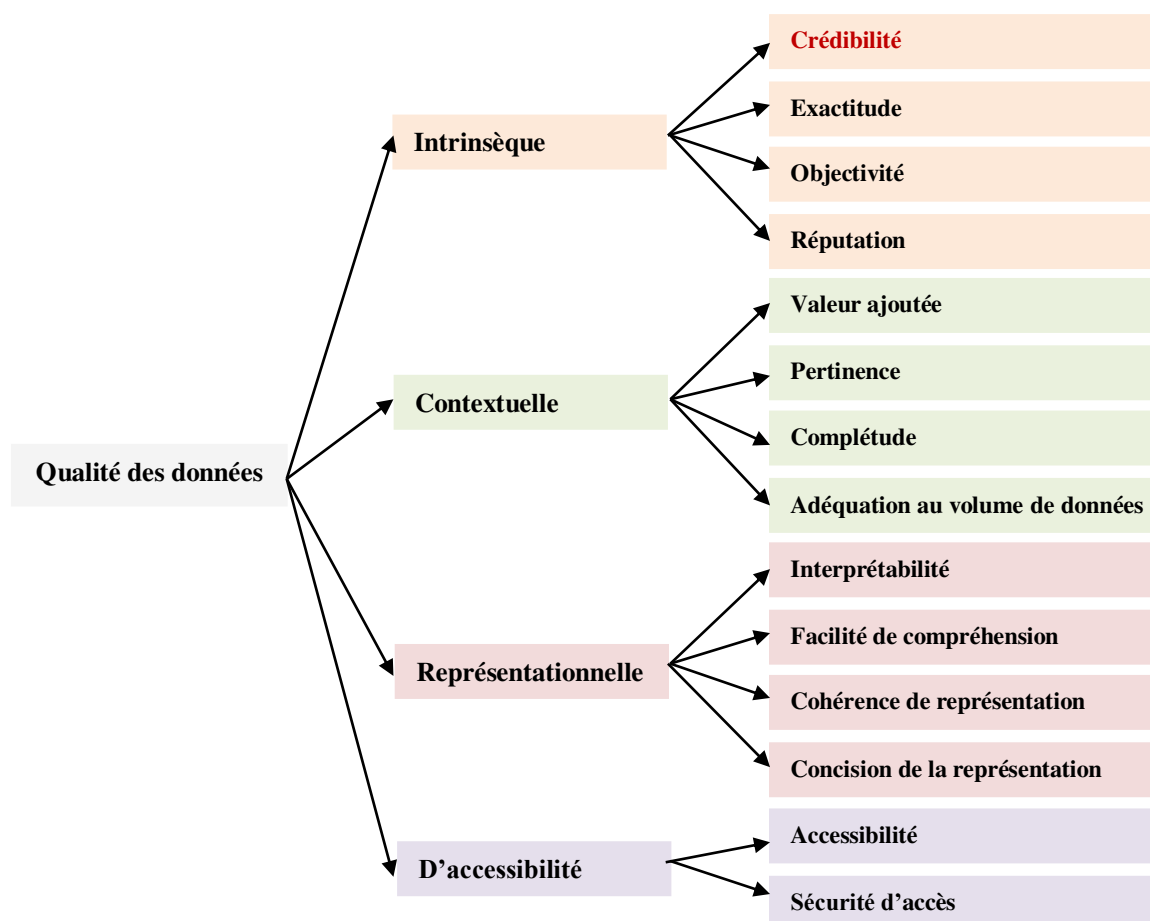 Qualité des données
Intrinsèque
Crédibilité
Exactitude
Objectivité
Réputation
Contextuelle
Valeur ajoutée
Pertinence
Complétude
Adéquation au volume de données
Représentationnelle
Interprétabilité
Facilité de compréhension
Cohérence de représentation
Concision de la représentation
D’accessibilité
Accessibilité
Sécurité d’accès